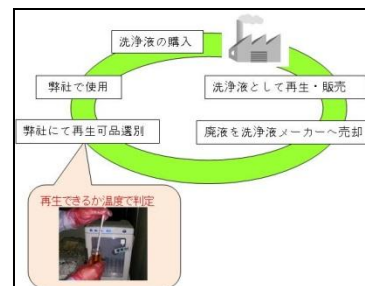 洗浄液の購入
弊社で使用
洗浄液として再生・販売
弊社にて再生可品選別
廃液を洗浄液メーカーへ売却
再生できるか温度で判定